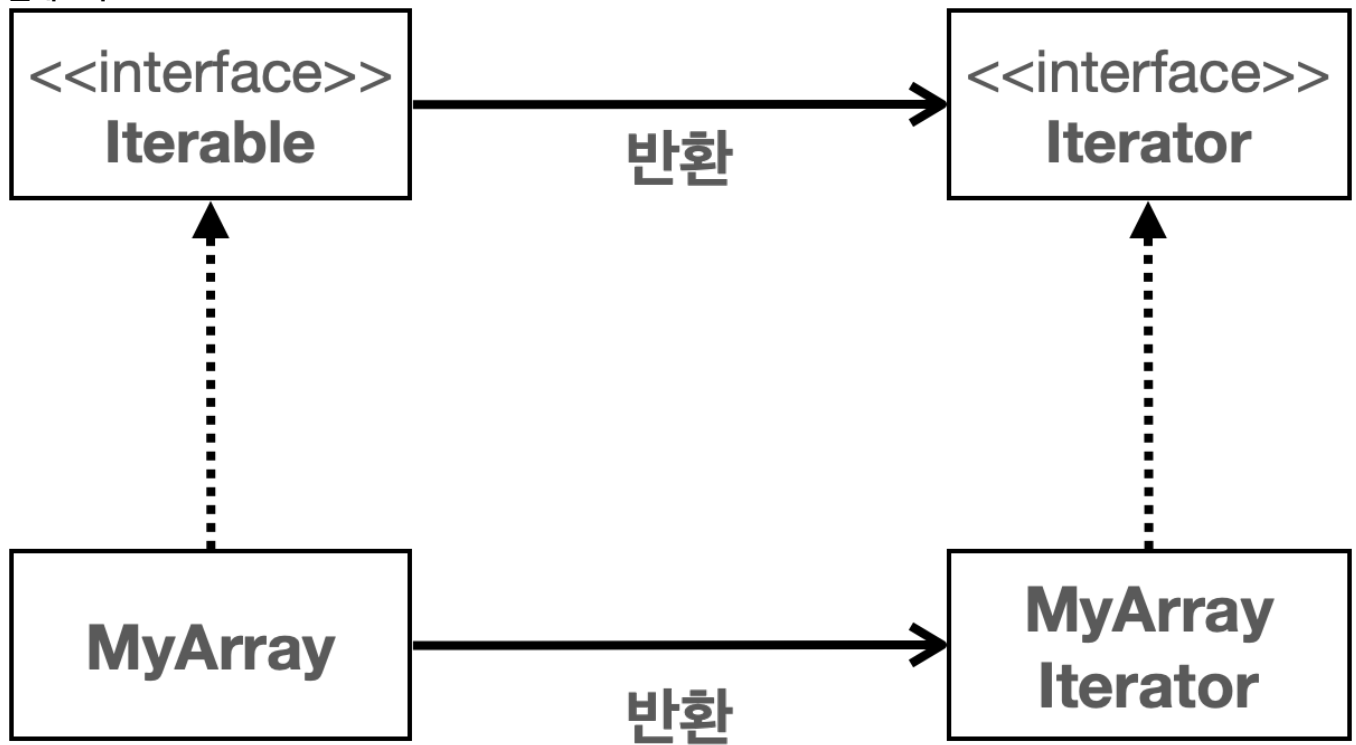 <<interface>>
Iterable
반환
<<interface>>
Iterator
MyArray
반환
MyArray
Iterator